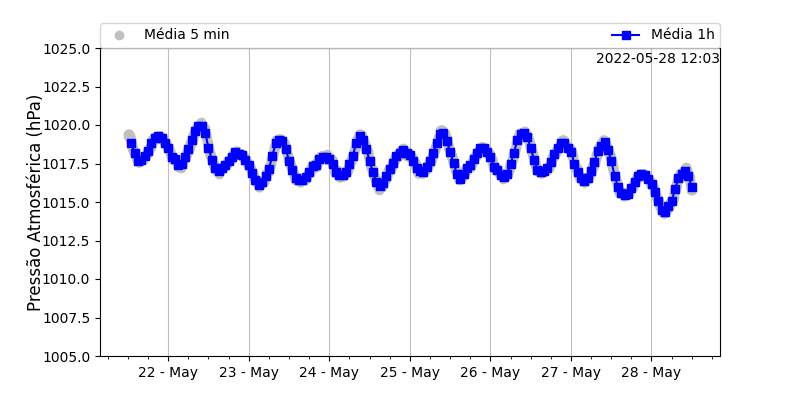 Média 5 min
Média 1h
2022-05-28 12:03
Pressão Atmosférica (hPa)
1025.0
1022.5
1020.0
1017.5
1015.0
1012.5
1010.0
1007.5
1005.0
22 - May
23 - May
24 - May
25 - May
26 - May
27 - May
28 - May